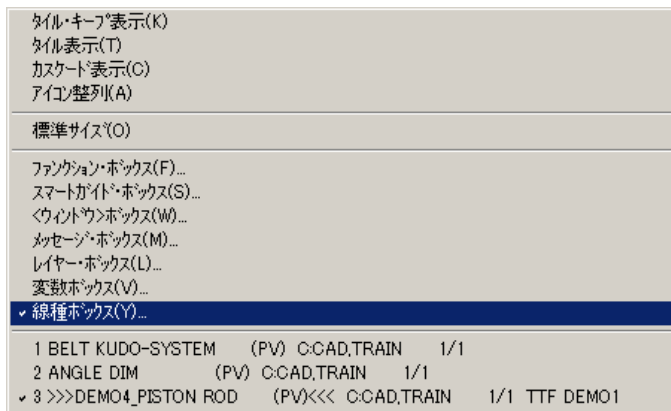 タイル・キープ表示(K)
タイル表示(T)
カスケード表示(C)
アイコン整列(A)
標準サイズ(O)
ファンクション・ボックス(F)...
スマートガイド・ボックス(S)...
<ウィンドウ>ボックス(W)...
メッセージ・ボックス(M)...
レイヤー・ボックス(L)...
変数ボックス(V)...
✓線種ボックス(Y)...
1 BELT KUDO-SYSTEM (PV) C:CAD,TRAIN 1/1
2 ANGLE DIM (PV) C:CAD,TRAIN 1/1
✓3 >>>DEMO4_PISTON ROD (PV)<<< C:CAD,TRAIN 1/1 TTF DEMO1